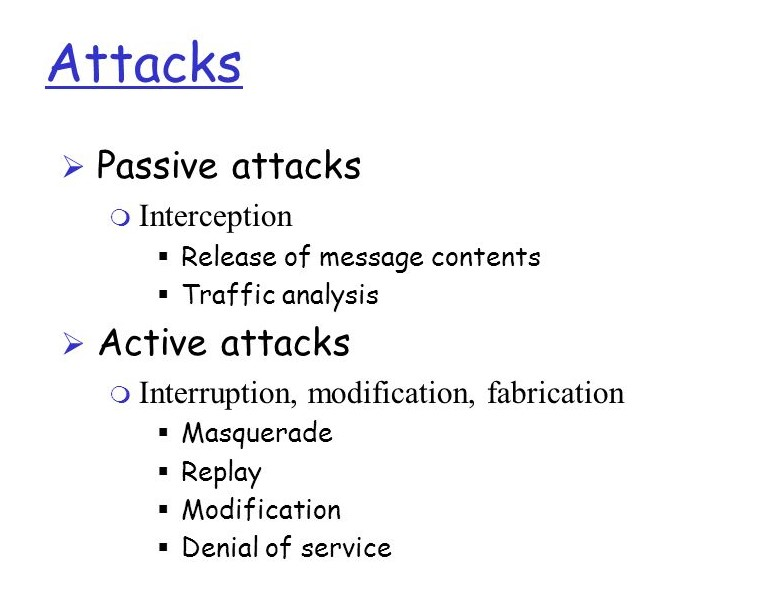 Attacks
Passive attacks
Interception
Release of message contents
Traffic analysis
Active attacks
Interruption, modification, fabrication
Masquerade
Replay
Modification
Denial of service